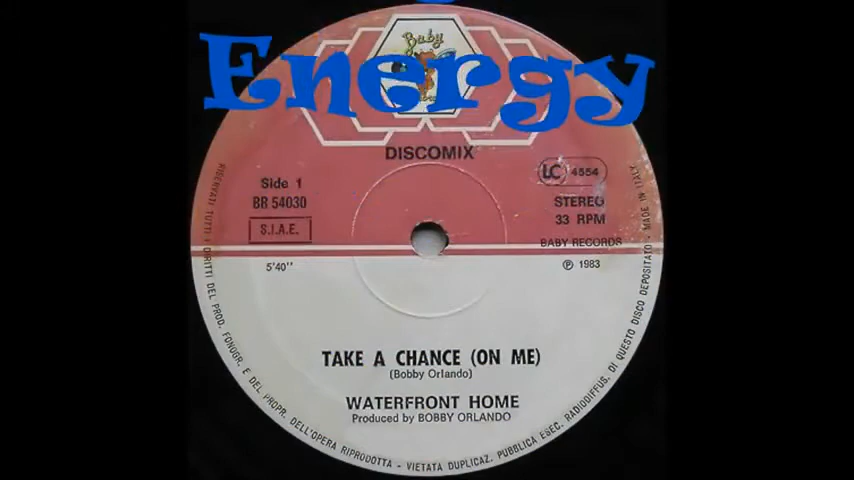 Energy
Baby
DISCOMIX
Side 1
BR 54030
S.I.A.E.
LC 4554
STEREO
33 RPM
BABY RECORDS
5'40''
℗ 1983
TAKE A CHANCE (ON ME)
(Bobby Orlando)
WATERFRONT HOME
Produced by BOBBY ORLANDO
RISERVATI TUTTI I DIRITTI DEL PROD. FONOGR. E DEL PROPR. DELL'OPERA RIPRODOTTA - VIETATA DUPLICAZ. PUBBLICA ESEC. RADIODIFFUS. DI QUESTO DISCO DEPOSITATO - MADE IN ITALY